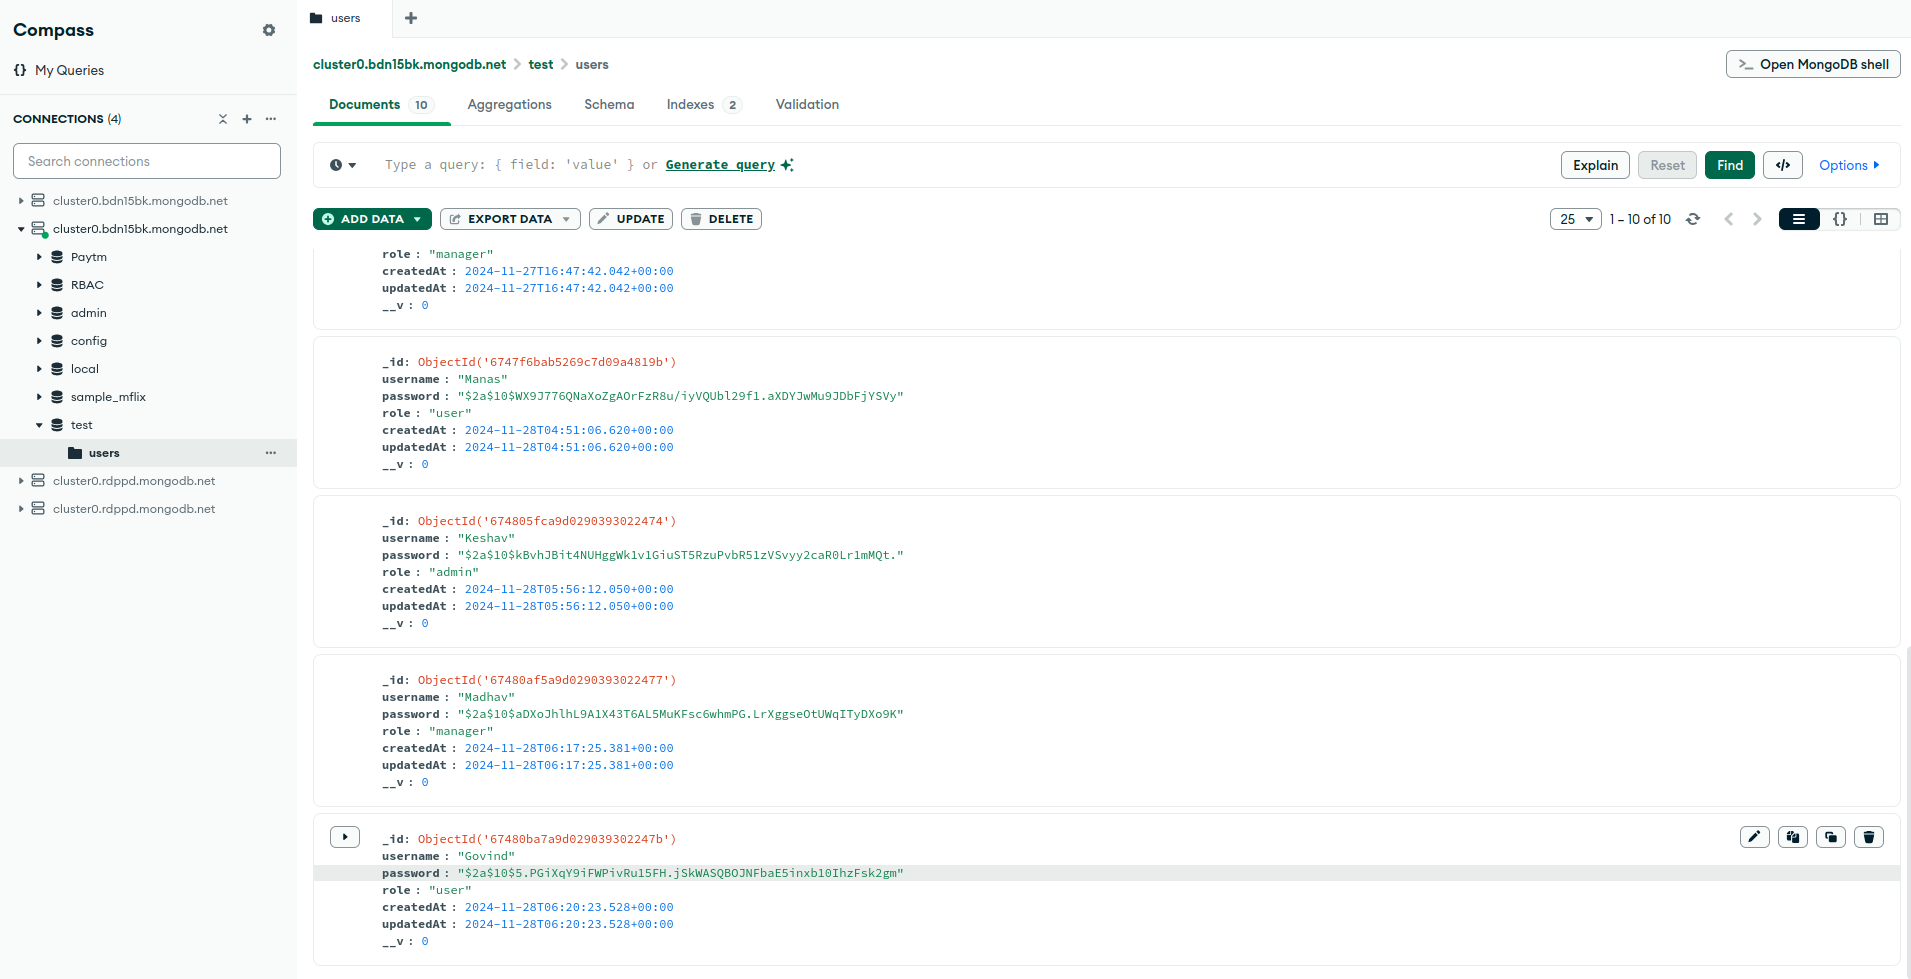 Compass
My Queries
CONNECTIONS (4)
Search connections
cluster0.bdn15bk.mongodb.net
cluster0.bdn15bk.mongodb.net
Paytm
RBAC
admin
config
local
sample_mflix
test
users
cluster0.rdppd.mongodb.net
cluster0.rdppd.mongodb.net
users
cluster0.bdn15bk.mongodb.net > test > users
Open MongoDB shell
Documents 10 Aggregations Schema Indexes 2 Validation
Type a query: { field: 'value' } or Generate query
Explain Reset Find </> Options
ADD DATA EXPORT DATA UPDATE DELETE
25 1 – 10 of 10
role : "manager"
createdAt : 2024-11-27T16:47:42.042+00:00
updatedAt : 2024-11-27T16:47:42.042+00:00
__v : 0
_id: ObjectId('6747f6bab5269c7d09a4819b')
username : "Manas"
password : "$2a$10$WX9J776QNaXoZgAOrFzR8u/iyVQUbl29f1.aXDYJwMu9JDbFjYSVy"
role : "user"
createdAt : 2024-11-28T04:51:06.620+00:00
updatedAt : 2024-11-28T04:51:06.620+00:00
__v : 0
_id: ObjectId('674805fca9d0290393022474')
username : "Keshav"
password : "$2a$10$kBvhJBit4NUHggWk1v1GiuST5RzuPvbR51zVSvyy2caR0Lr1mMQt."
role : "admin"
createdAt : 2024-11-28T05:56:12.050+00:00
updatedAt : 2024-11-28T05:56:12.050+00:00
__v : 0
_id: ObjectId('67480af5a9d0290393022477')
username : "Madhav"
password : "$2a$10$aDXoJhlhL9A1X43T6AL5MuKFsc6whmPG.LrXggseOtUWqITyDXo9K"
role : "manager"
createdAt : 2024-11-28T06:17:25.381+00:00
updatedAt : 2024-11-28T06:17:25.381+00:00
__v : 0
_id: ObjectId('67480ba7a9d029039302247b')
username : "Govind"
password : "$2a$10$5.PGiXqY9iFWPivRu15FH.jSkWASQBOJNFbaE5inxb10IhzFsk2gm"
role : "user"
createdAt : 2024-11-28T06:20:23.528+00:00
updatedAt : 2024-11-28T06:20:23.528+00:00
__v : 0